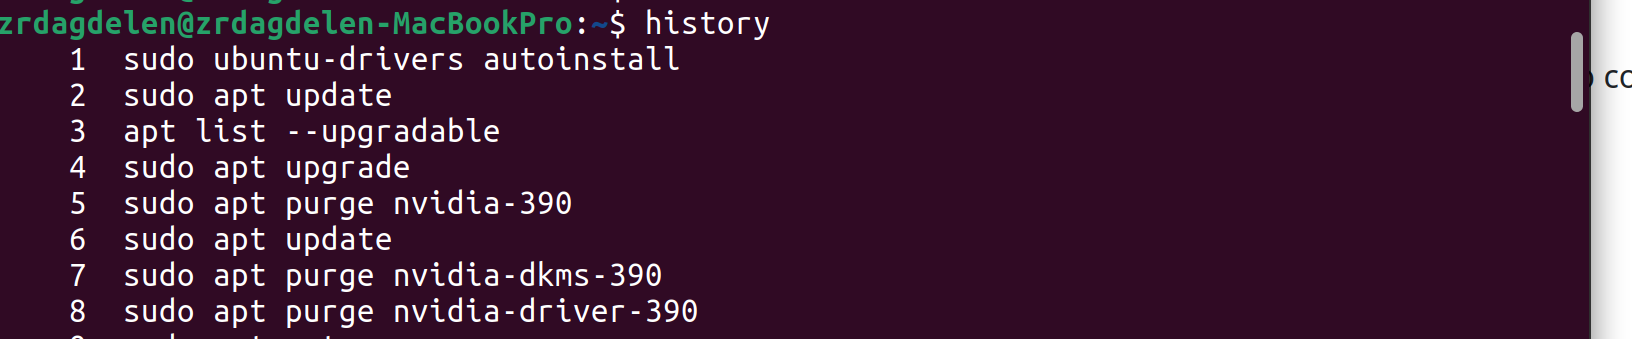 zrdagdelen@zrdagdelen-MacBookPro:~$ history
1 sudo ubuntu-drivers autoinstall
2 sudo apt update
3 apt list --upgradable
4 sudo apt upgrade
5 sudo apt purge nvidia-390
6 sudo apt update
7 sudo apt purge nvidia-dkms-390
8 sudo apt purge nvidia-driver-390